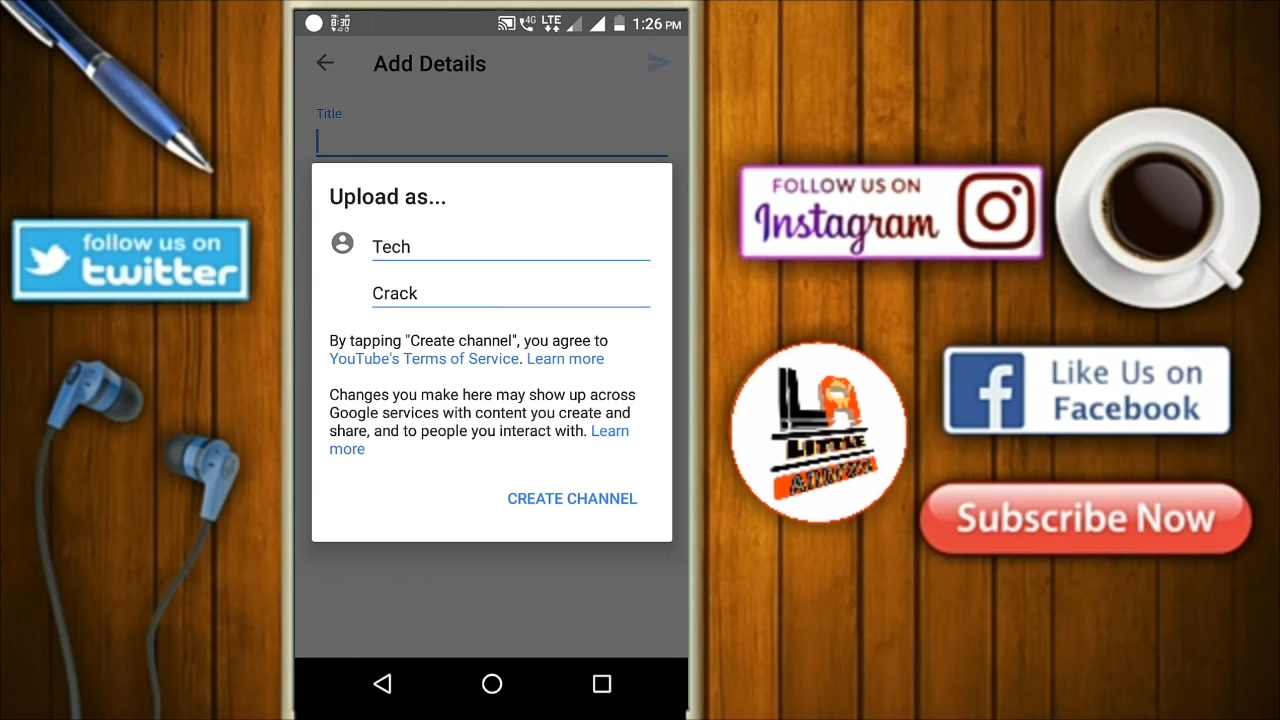 1:26 PM
4G
LTE
Add Details
Title
Upload as...
Tech
Crack
By tapping "Create channel", you agree to
YouTube's Terms of Service. Learn more
Changes you make here may show up across
Google services with content you create and
share, and to people you interact with. Learn
more
CREATE CHANNEL
follow us on
twitter
FOLLOW US ON
Instagram
LITTLE
Like Us on
Facebook
Subscribe Now